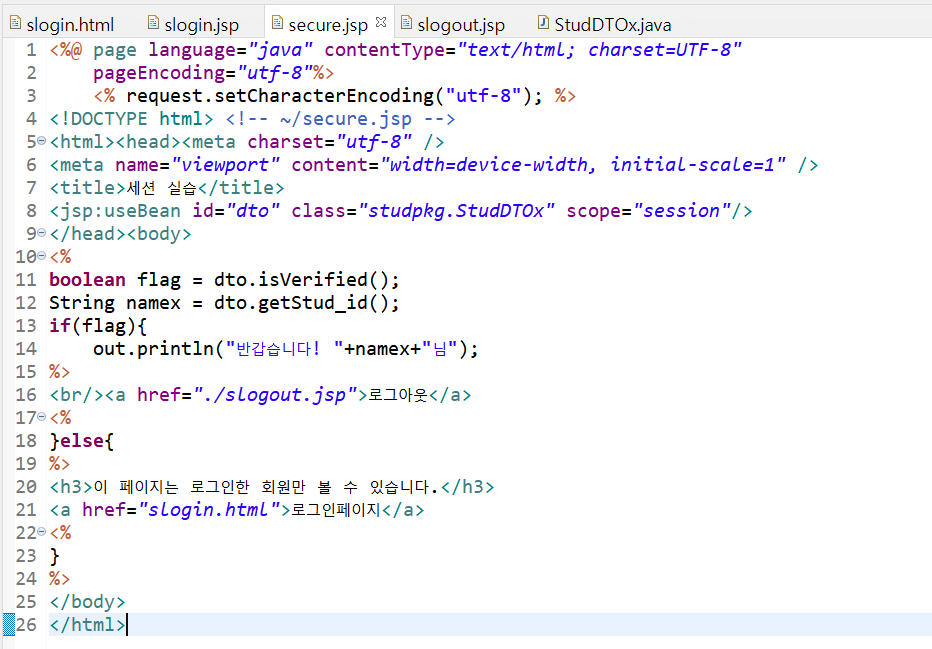 slogin.html slogin.jsp secure.jsp slogout.jsp StudDTOx.java
1 <%@ page language="java" contentType="text/html; charset=UTF-8"
2 pageEncoding="utf-8"%>
3 <% request.setCharacterEncoding("utf-8"); %>
4 <!DOCTYPE html> <!-- ~/secure.jsp -->
5 <html><head><meta charset="utf-8" />
6 <meta name="viewport" content="width=device-width, initial-scale=1" />
7 <title>세션 실습</title>
8 <jsp:useBean id="dto" class="studpkg.StudDTOx" scope="session"/>
9 </head><body>
10 <%
11 boolean flag = dto.isVerified();
12 String namex = dto.getStud_id();
13 if(flag){
14 out.println("반갑습니다! "+namex+"님");
15 %>
16 <br/><a href="./slogout.jsp">로그아웃</a>
17 <%
18 }else{
19 %>
20 <h3>이 페이지는 로그인한 회원만 볼 수 있습니다.</h3>
21 <a href="slogin.html">로그인페이지</a>
22 <%
23 }
24 %>
25 </body>
26 </html>